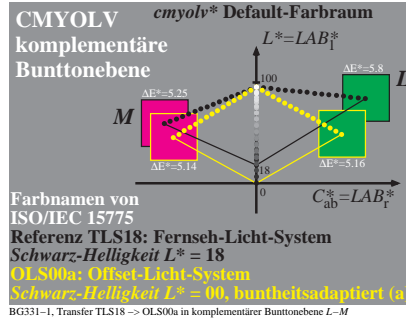 CMYOLV
komplementäre
Bunttonebene
cmyolv* Default-Farbraum
L*=LAB*l
100
ΔE*=5.8
L
ΔE*=5.25
M
ΔE*=5.14
ΔE*=5.16
18
0
C*ab=LAB*r
Farbnamen von
ISO/IEC 15775
Referenz TLS18: Fernseh-Licht-System
Schwarz-Helligkeit L* = 18
OLS00a: Offset-Licht-System
Schwarz-Helligkeit L* = 00, buntheitsadaptiert (a
BG331-1, Transfer TLS18 -> OLS00a in komplementärer Bunttonebene L-M